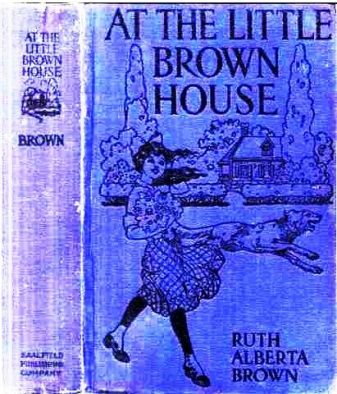 AT THE
LITTLE
BROWN
HOUSE
BROWN
SAALFIELD
PUBLISHING
COMPANY
AT THE LITTLE
BROWN
HOUSE
RUTH
ALBERTA
BROWN